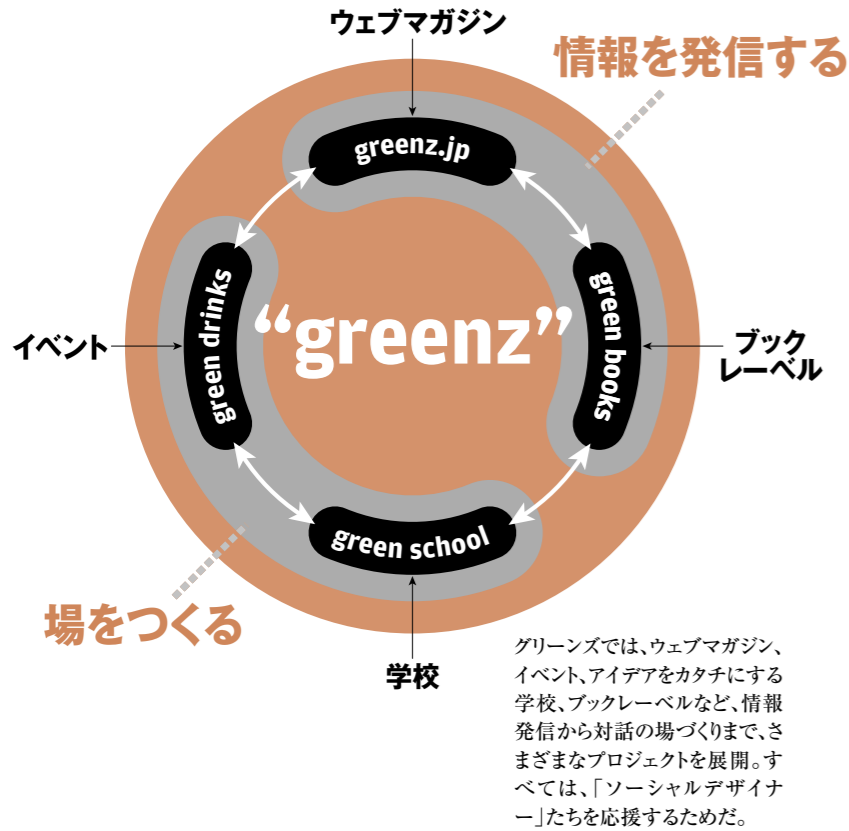 ウェブマガジン
情報を発信する
greenz.jp
green drinks
“greenz”
green books
イベント
ブック
レーベル
green school
場をつくる
学校
グリーンズでは、ウェブマガジン、
イベント、アイデアをカタチにする
学校、ブックレーベルなど、情報
発信から対話の場づくりまで、さ
まざまなプロジェクトを展開。す
べては、「ソーシャルデザイナ
ー」たちを応援するためだ。